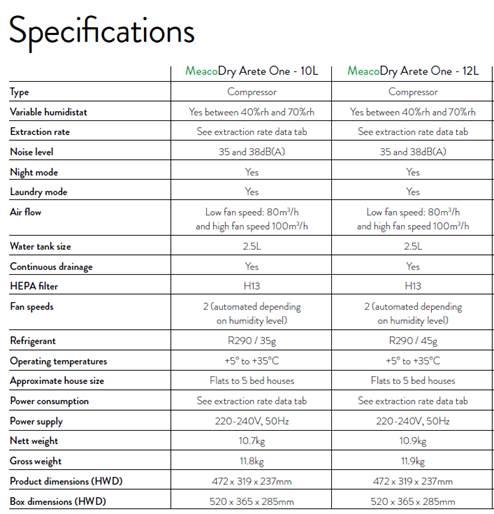 Specifications
MeacoDry Arete One - 10L MeacoDry Arete One - 12L
Type Compressor Compressor
Variable humidistat Yes between 40%rh and 70%rh Yes between 40%rh and 70%rh
Extraction rate See extraction rate data tab See extraction rate data tab
Noise level 35 and 38dB(A) 35 and 38dB(A)
Night mode Yes Yes
Laundry mode Yes Yes
Air flow Low fan speed: 80m³/h Low fan speed: 80m³/h
and high fan speed 100m³/h and high fan speed 100m³/h
Water tank size 2.5L 2.5L
Continuous drainage Yes Yes
HEPA filter H13 H13
Fan speeds 2 (automated depending 2 (automated depending
on humidity level) on humidity level)
Refrigerant R290 / 35g R290 / 45g
Operating temperatures +5° to +35°C +5° to +35°C
Approximate house size Flats to 5 bed houses Flats to 5 bed houses
Power consumption See extraction rate data tab See extraction rate data tab
Power supply 220-240V, 50Hz 220-240V, 50Hz
Nett weight 10.7kg 10.9kg
Gross weight 11.8kg 11.9kg
Product dimensions (HWD) 472 x 319 x 237mm 472 x 319 x 237mm
Box dimensions (HWD) 520 x 365 x 285mm 520 x 365 x 285mm